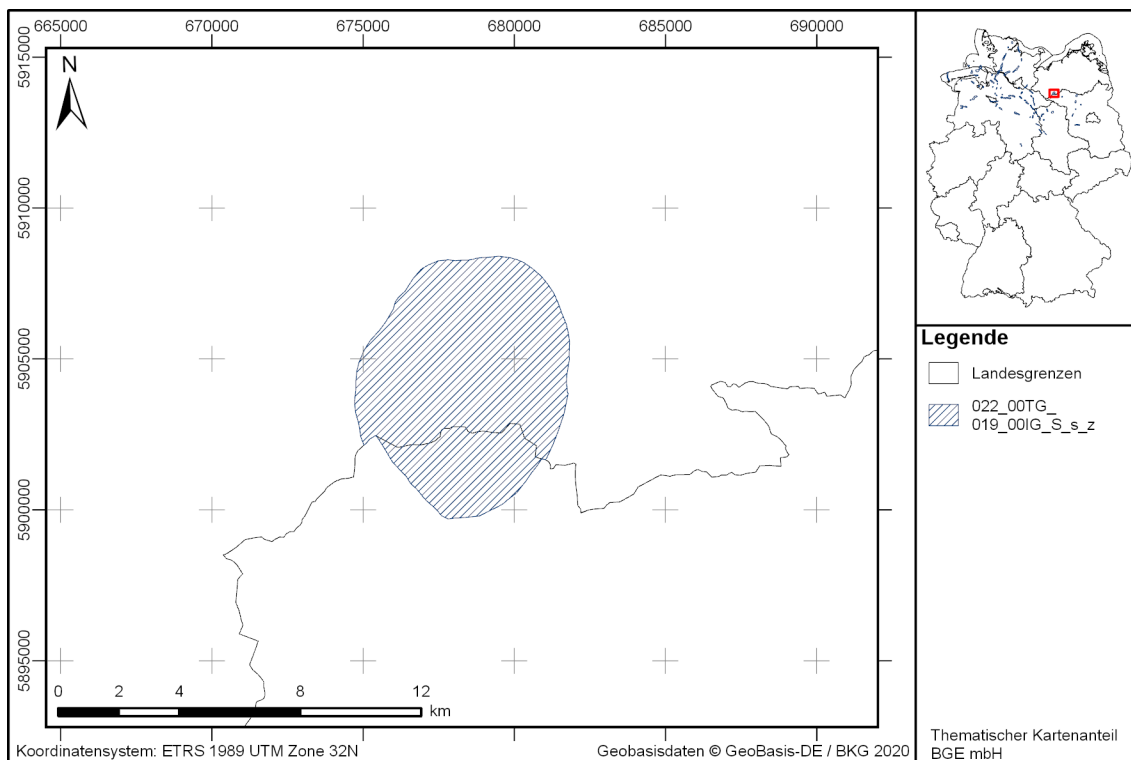 665000 670000 675000 680000 685000 690000
5915000
5910000
5905000
5900000
5895000
N
0 2 4 8 12
km
Koordinatensystem: ETRS 1989 UTM Zone 32N
Geobasisdaten © GeoBasis-DE / BKG 2020
Legende
Landesgrenzen
022_00TG_
019_00IG_S_s_z
Thematischer Kartenanteil
BGE mbH